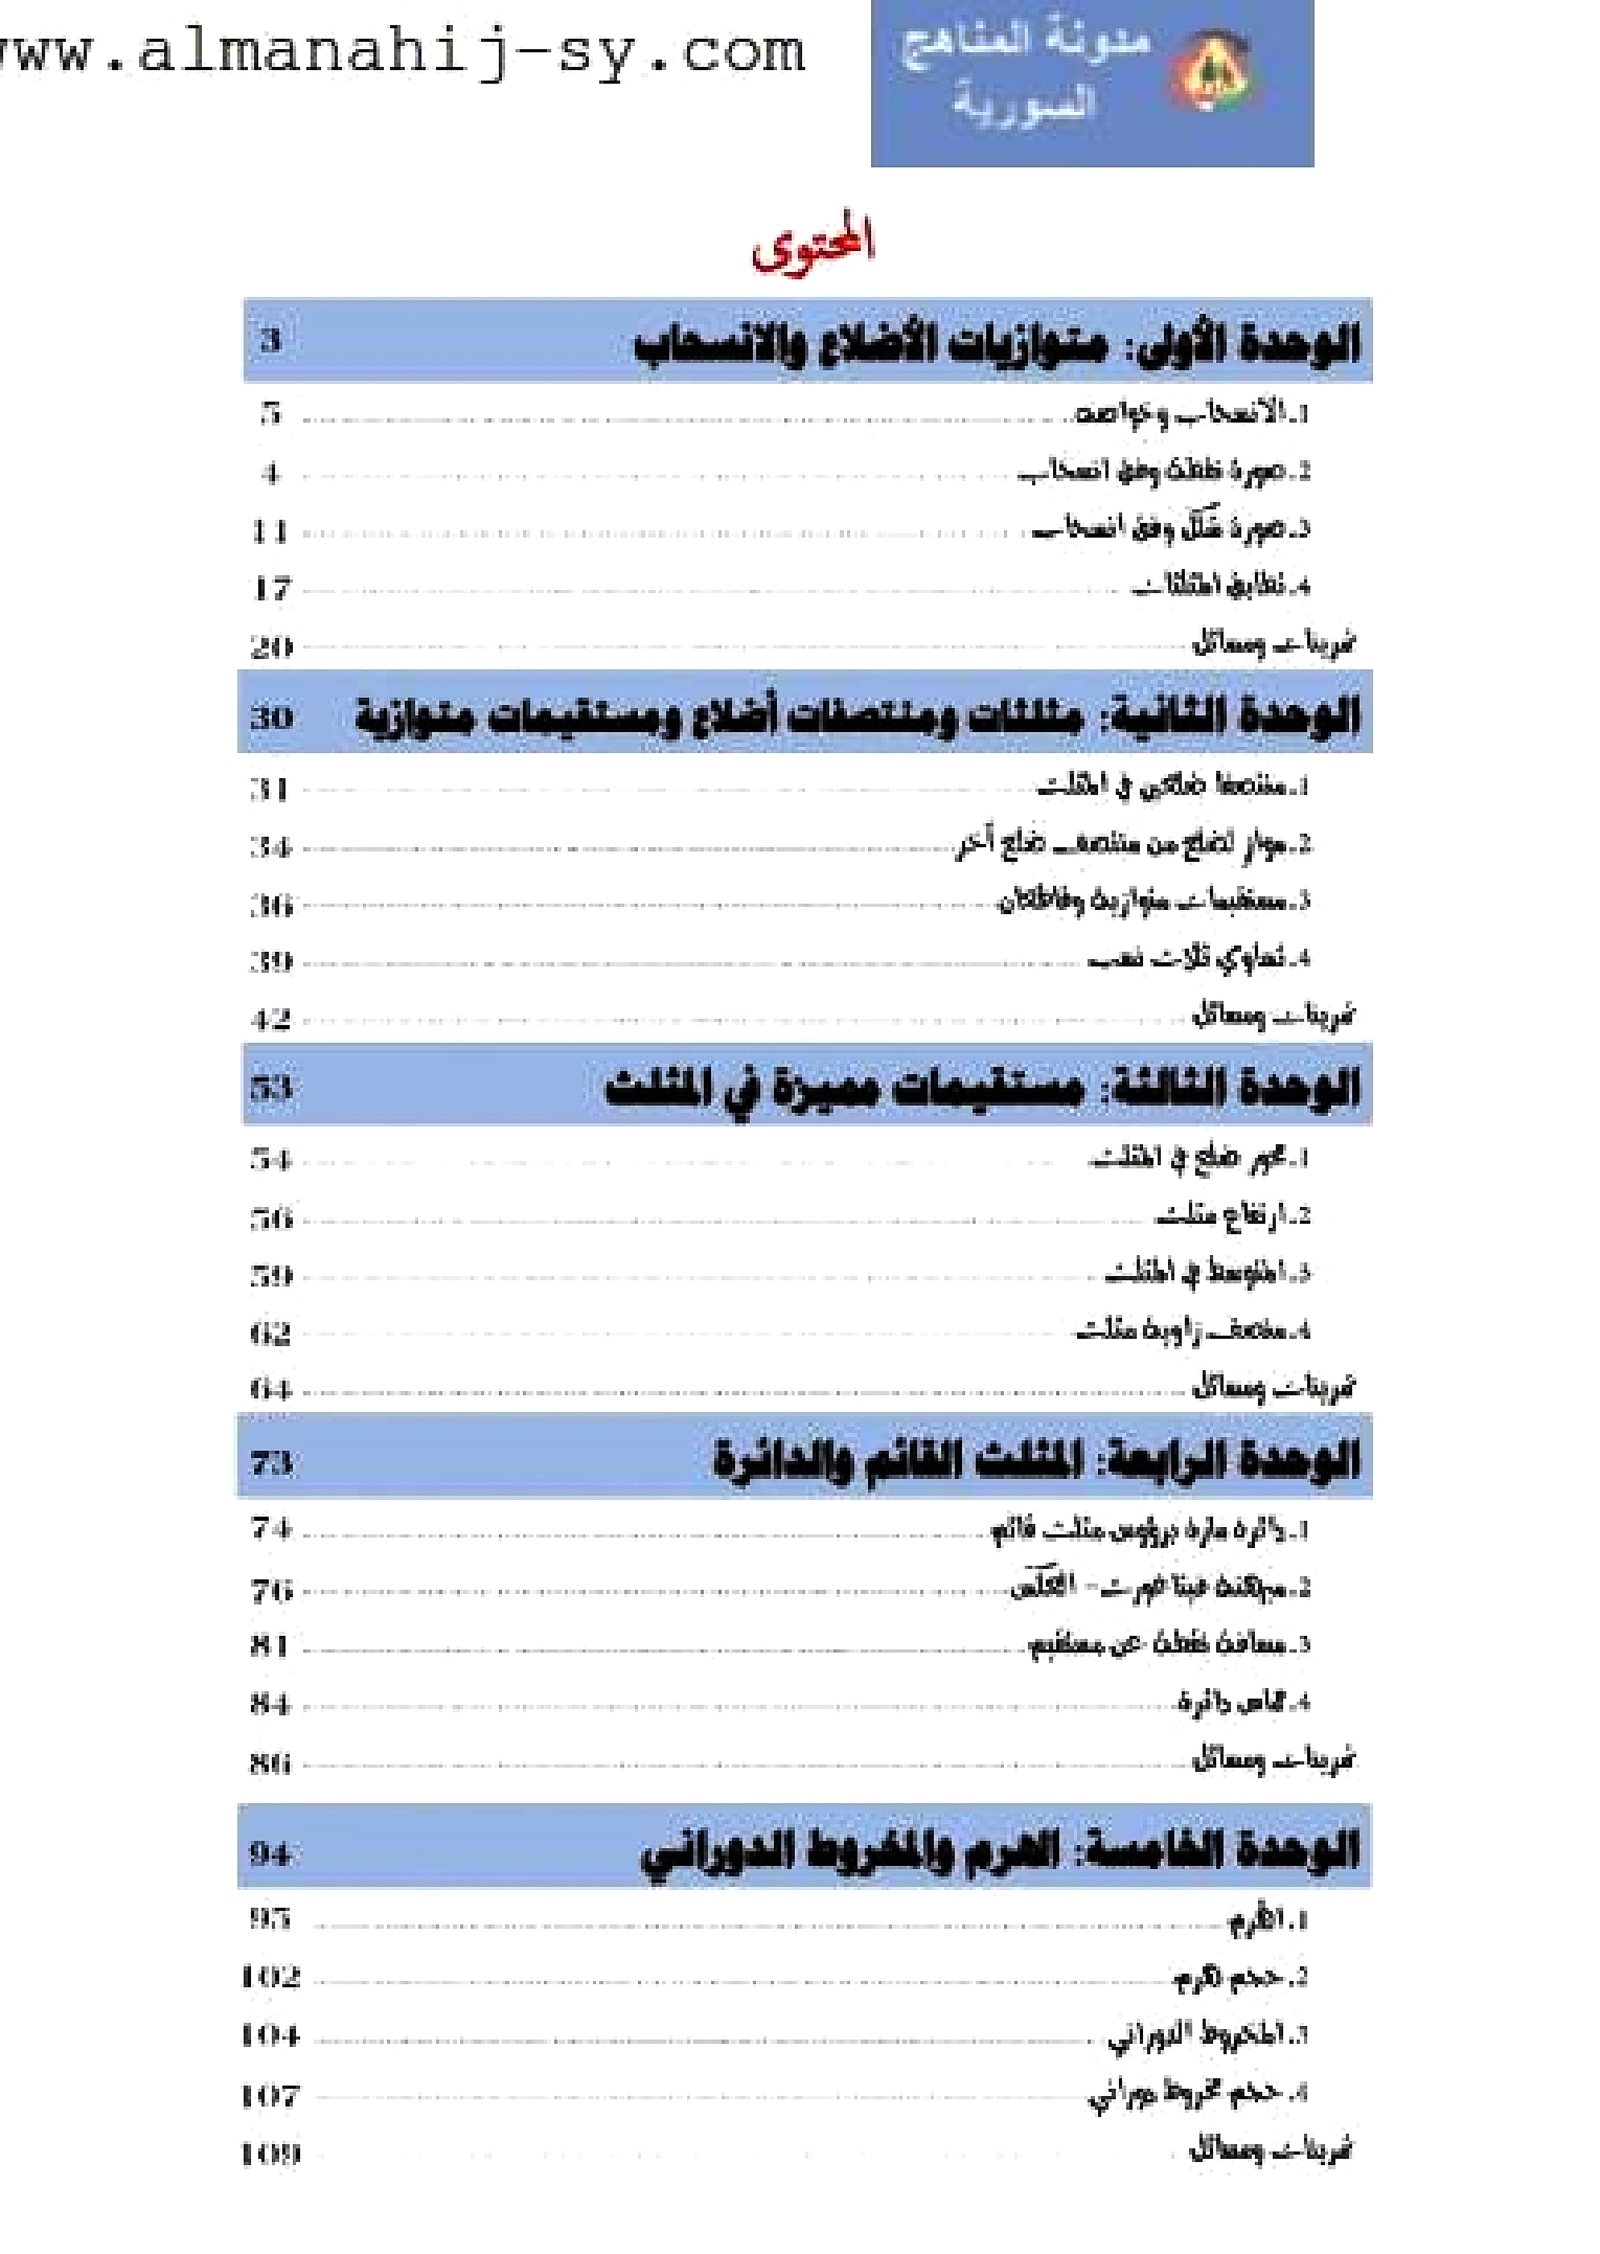 www.almanahij-sy.com
مدونة المناهج
السورية
المحتوى
الوحدة الأولى: متوازيات الأضلاع والانسحاب 3
1. الانسحاب وخواصه 5
2. صورة نقطة وفق انسحاب 4
3. صورة شكل وفق انسحاب 11
4. تطابق المثلثات 17
تمرينات ومسائل 20
الوحدة الثانية: مثلثات ومنتصفات أضلاع ومستقيمات متوازية 30
1. منتصفا ضلعين في المثلث 31
2. مواز لضلع من منتصف ضلع آخر 34
3. مستقيمات متوازية وقاطعان 36
4. تساوي ثلاث نسب 39
تمرينات ومسائل 42
الوحدة الثالثة: مستقيمات مميزة في المثلث 53
1. محور ضلع في المثلث 54
2. ارتفاع مثلث 56
3. المتوسط في المثلث 59
4. منصف زاوية مثلث 62
تمرينات ومسائل 64
الوحدة الرابعة: المثلث القائم والدائرة 73
1. دائرة مارة برؤوس مثلث قائم 74
2. مبرهنة فيثاغورث - العكس 76
3. مسافة نقطة عن مستقيم 81
4. مماس دائرة 84
تمرينات ومسائل 86
الوحدة الخامسة: الهرم والمخروط الدوراني 94
1. الهرم 95
2. حجم هرم 102
3. المخروط الدوراني 104
4. حجم مخروط دوراني 107
تمرينات ومسائل 109